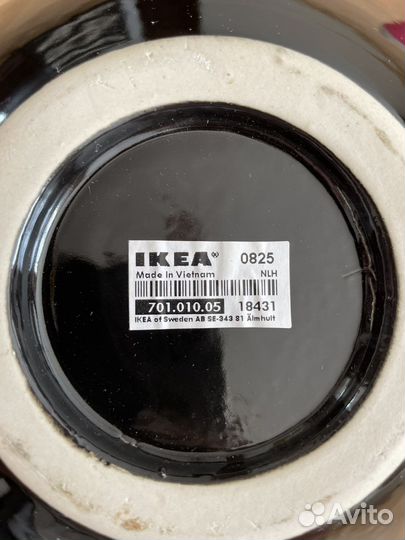 IKEA® 0825
Made in Vietnam NLH
701.010.05 18431
IKEA of Sweden AB SE-343 81 Älmhult
Avito